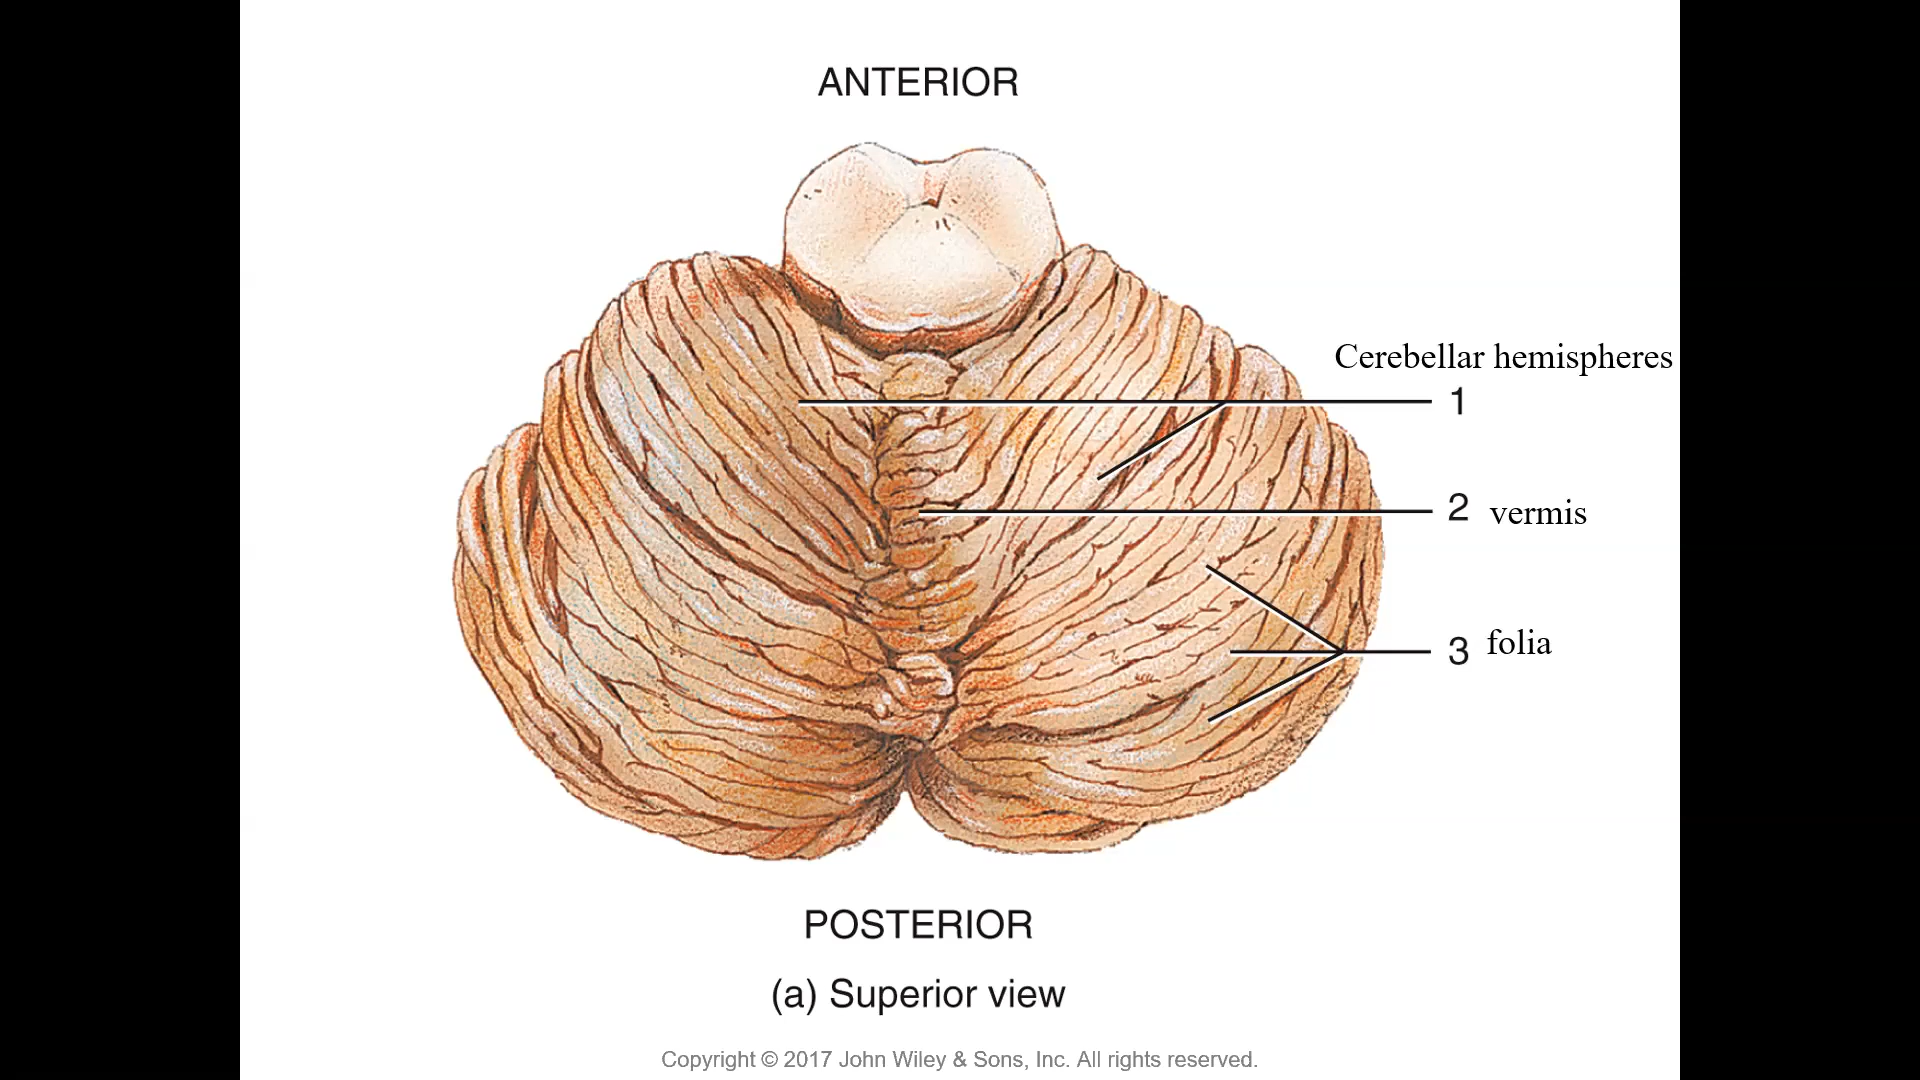 ANTERIOR
Cerebellar hemispheres
1
2 vermis
3 folia
POSTERIOR
(a) Superior view
Copyright © 2017 John Wiley & Sons, Inc. All rights reserved.